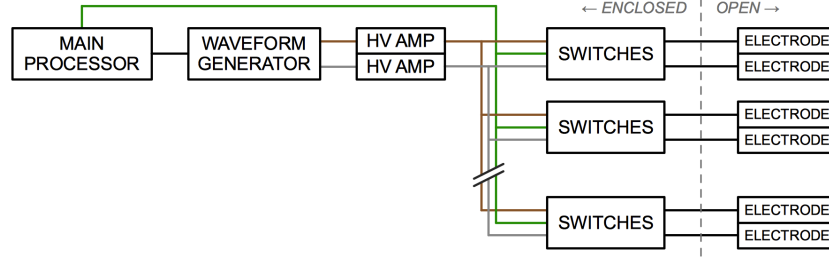 ← ENCLOSED
OPEN →
MAIN
PROCESSOR
WAVEFORM
GENERATOR
HV AMP
HV AMP
SWITCHES
ELECTRODE
ELECTRODE
SWITCHES
ELECTRODE
ELECTRODE
SWITCHES
ELECTRODE
ELECTRODE